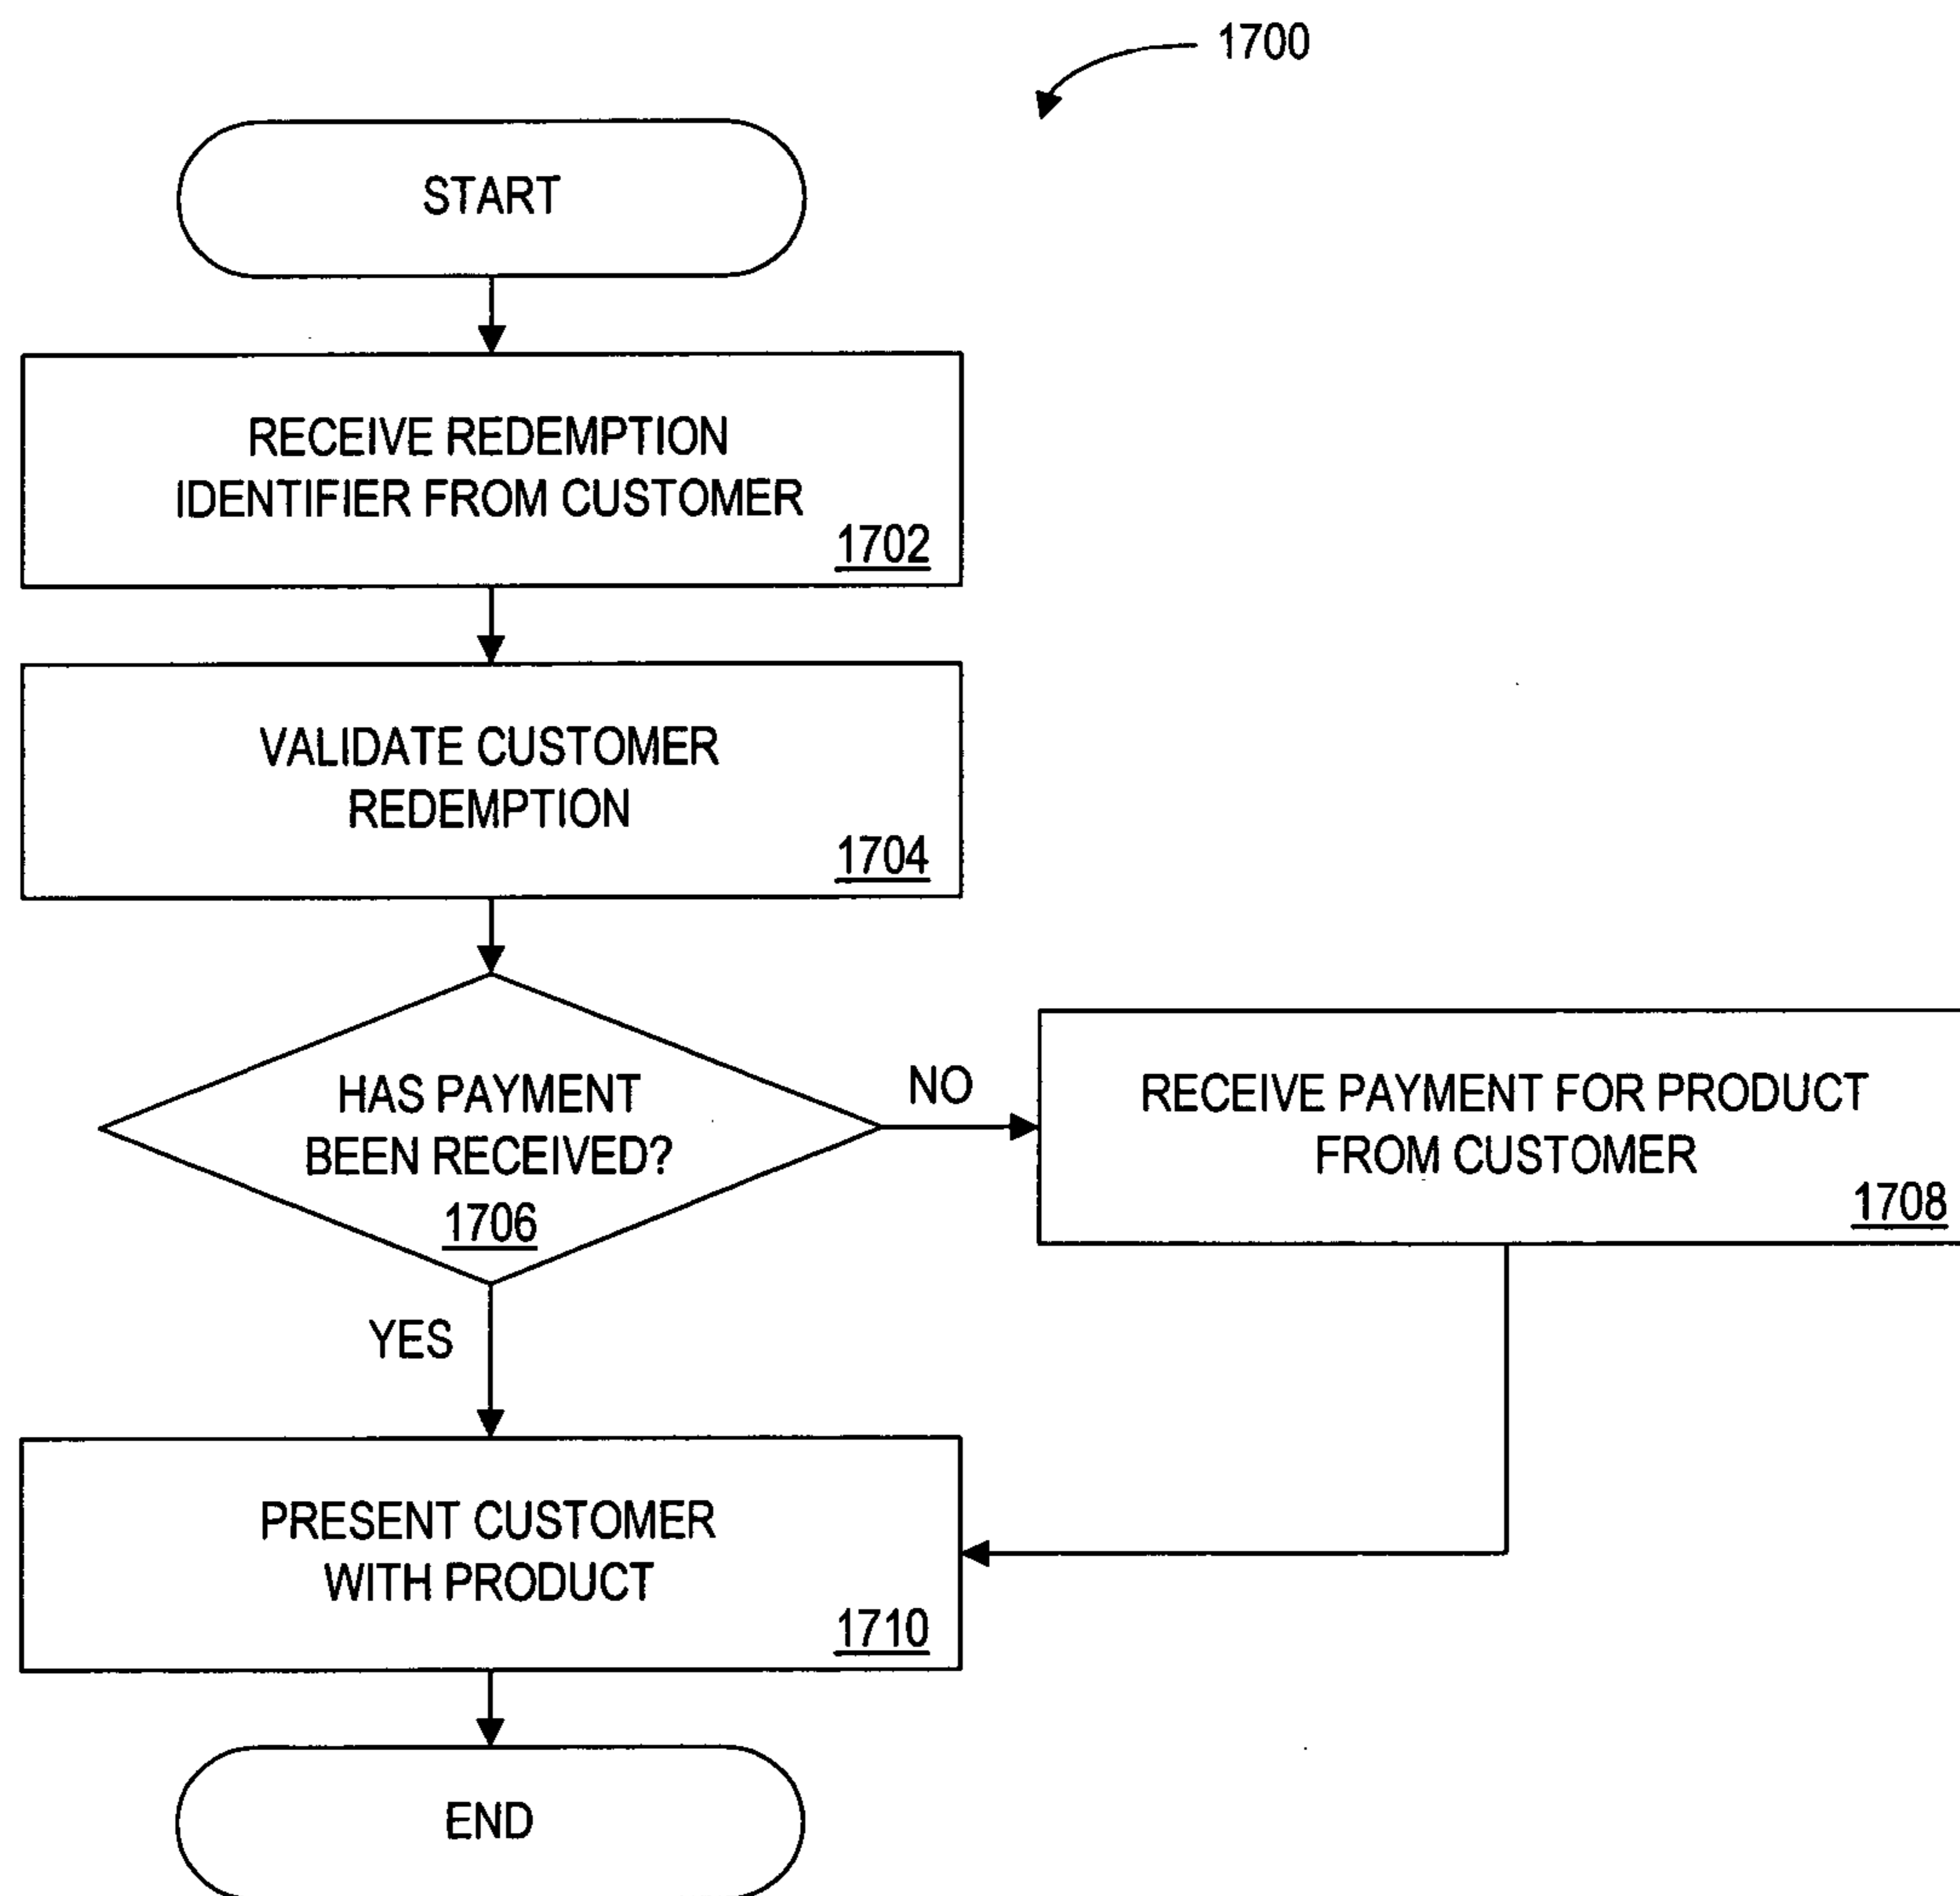 1700
START
RECEIVE REDEMPTION
IDENTIFIER FROM CUSTOMER
1702
VALIDATE CUSTOMER
REDEMPTION
1704
HAS PAYMENT
BEEN RECEIVED?
1706
NO
RECEIVE PAYMENT FOR PRODUCT
FROM CUSTOMER
1708
YES
PRESENT CUSTOMER
WITH PRODUCT
1710
END